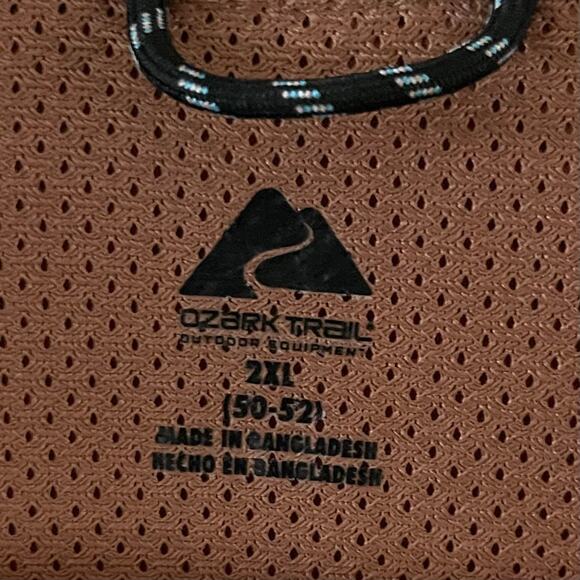 OZARK TRAIL®
OUTDOOR EQUIPMENT
2XL
(50-52)
MADE IN BANGLADESH
HECHO EN BANGLADESH